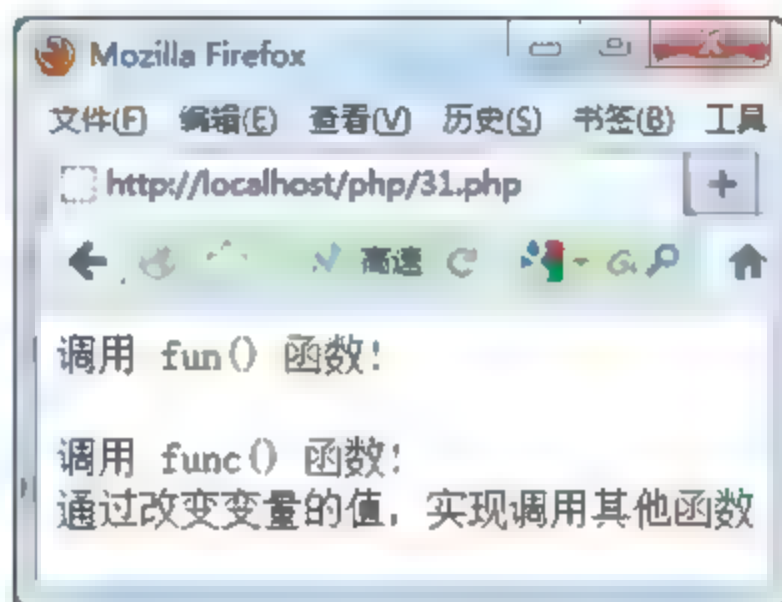 Mozilla Firefox
文件(F) 编辑(E) 查看(V) 历史(S) 书签(B) 工具
http://localhost/php/31.php
高速
调用 fun() 函数!
调用 func() 函数!
通过改变变量的值，实现调用其他函数